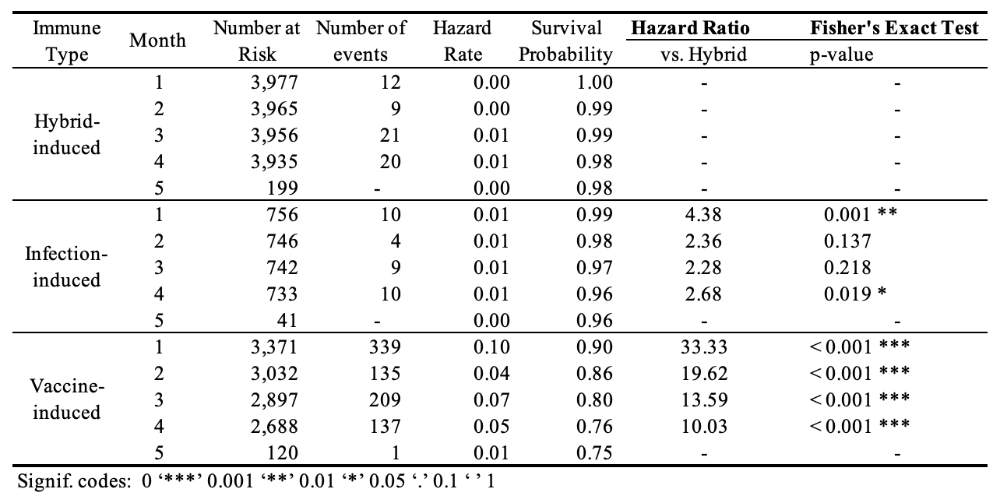 Immune Type Month Number at Risk Number of events Hazard Rate Survival Probability Hazard Ratio vs. Hybrid Fisher's Exact Test p-value
Hybrid-induced
1 3,977 12 0.00 1.00 - -
2 3,965 9 0.00 0.99 - -
3 3,956 21 0.01 0.99 - -
4 3,935 20 0.01 0.98 - -
5 199 - 0.00 0.98 - -
Infection-induced
1 756 10 0.01 0.99 4.38 0.001 **
2 746 4 0.01 0.98 2.36 0.137
3 742 9 0.01 0.97 2.28 0.218
4 733 10 0.01 0.96 2.68 0.019 *
5 41 - 0.00 0.96 - -
Vaccine-induced
1 3,371 339 0.10 0.90 33.33 < 0.001 ***
2 3,032 135 0.04 0.86 19.62 < 0.001 ***
3 2,897 209 0.07 0.80 13.59 < 0.001 ***
4 2,688 137 0.05 0.76 10.03 < 0.001 ***
5 120 1 0.01 0.75 - -
Signif. codes: 0 ‘***’ 0.001 ‘**’ 0.01 ‘*’ 0.05 ‘.’ 0.1 ‘ ’ 1